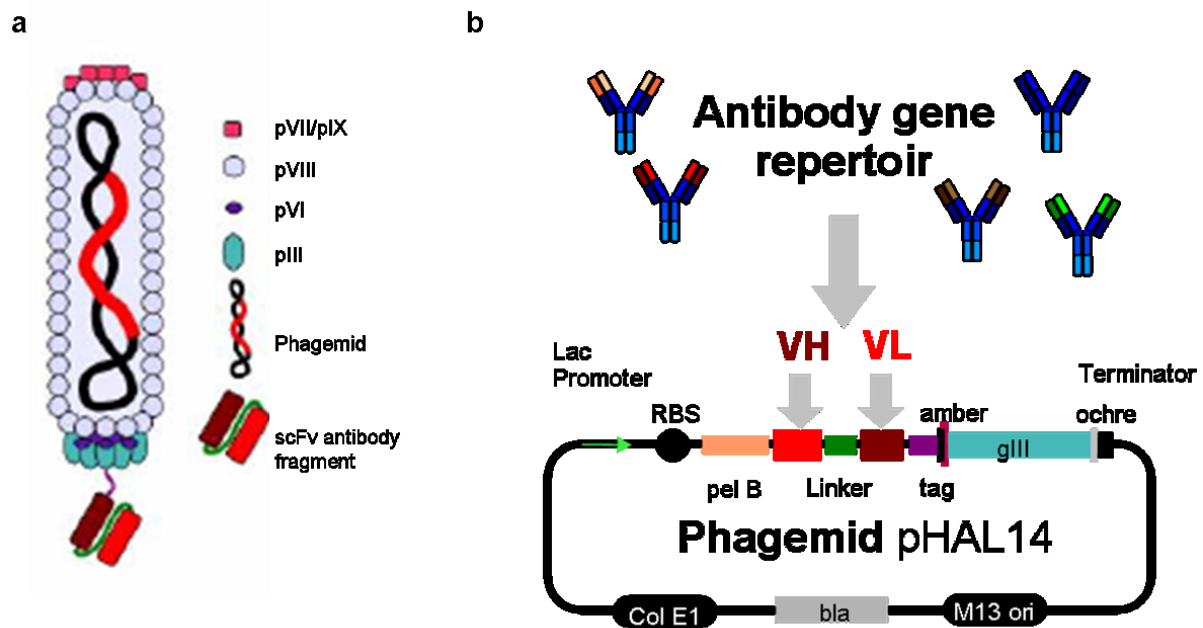 a
pVII/pIX
pVIII
pVI
pIII
Phagemid
scFv antibody
fragment
b
Antibody gene
repertoir
VH
VL
Lac
Promoter
RBS
amber
Terminator
ochre
gIII
pel B
Linker
tag
Phagemid pHAL14
Col E1
bla
M13 ori